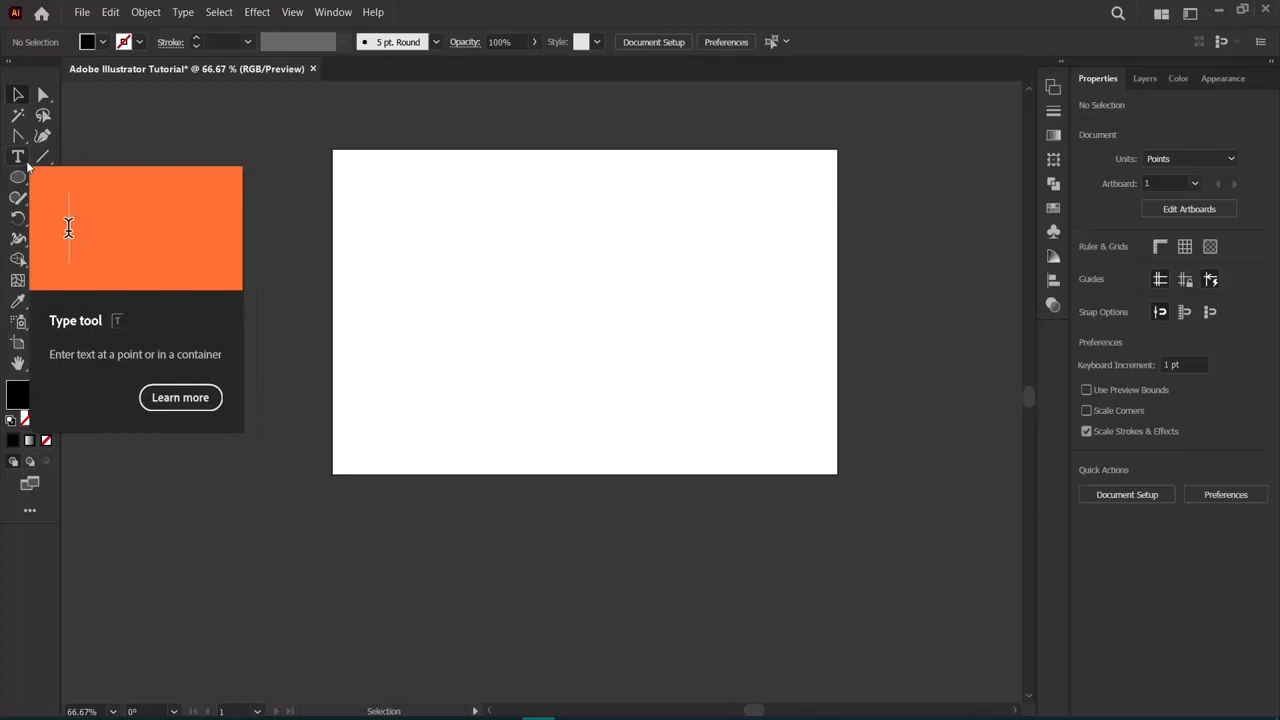 Ai File Edit Object Type Select Effect View Window Help
No Selection Stroke: 5 pt. Round Opacity: 100% Style: Document Setup Preferences
Adobe Illustrator Tutorial* @ 66.67 % (RGB/Preview) ×
Properties Layers Color Appearance
No Selection
Document
Units: Points
Artboard: 1
Edit Artboards
Ruler & Grids
Guides
Snap Options
Preferences
Keyboard Increment: 1 pt
Use Preview Bounds
Scale Corners
Scale Strokes & Effects
Quick Actions
Document Setup Preferences
T
Type tool T
Enter text at a point or in a container
Learn more
66.67% 0° 1 Selection